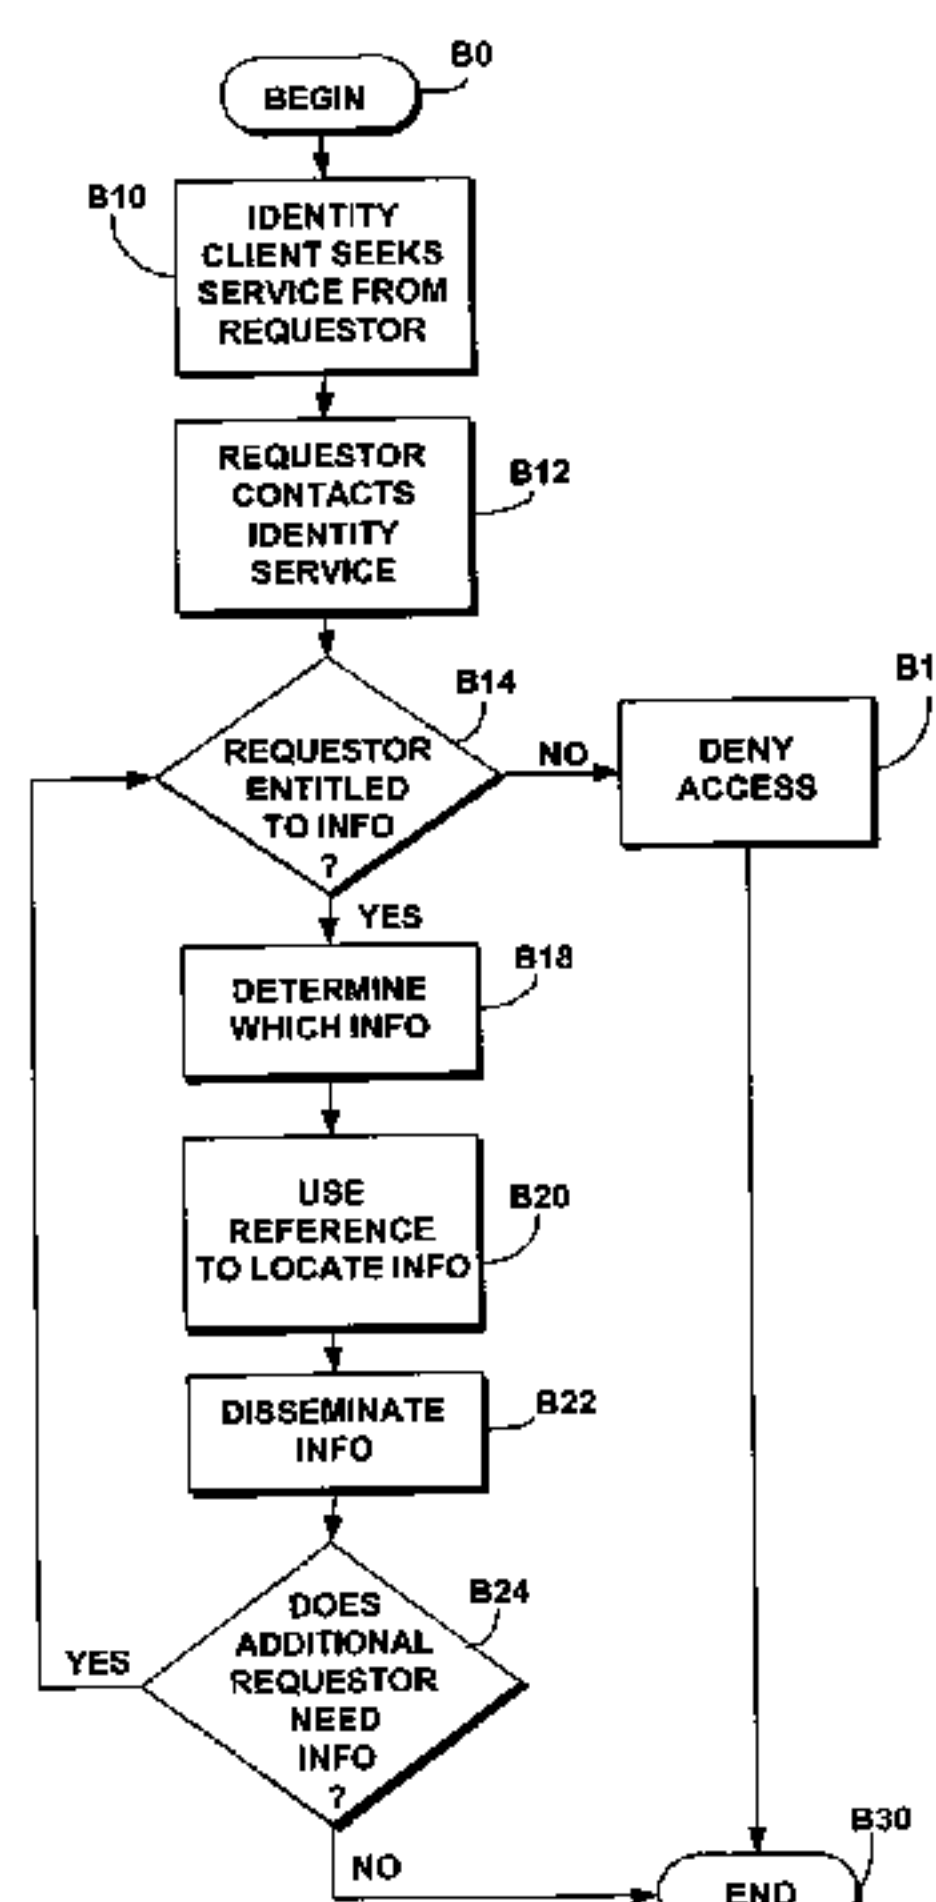 B0
BEGIN
B10
IDENTITY
CLIENT SEEKS
SERVICE FROM
REQUESTOR
REQUESTOR
CONTACTS
IDENTITY
SERVICE
B12
B14
REQUESTOR
ENTITLED
TO INFO
?
NO
B1
DENY
ACCESS
YES
B18
DETERMINE
WHICH INFO
B20
USE
REFERENCE
TO LOCATE INFO
B22
DISSEMINATE
INFO
B24
DOES
ADDITIONAL
REQUESTOR
NEED
INFO
?
YES
NO
B30
END